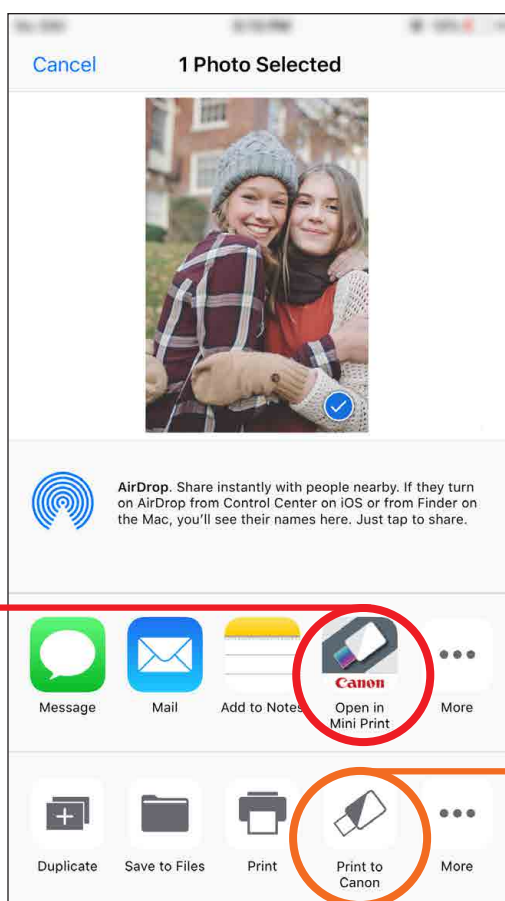 Cancel
1 Photo Selected
AirDrop. Share instantly with people nearby. If they turn
on AirDrop from Control Center on iOS or from Finder on
the Mac, you'll see their names here. Just tap to share.
Canon
Message
Mail
Add to Notes
Open in
Mini Print
More
Duplicate
Save to Files
Print
Print to
Canon
More